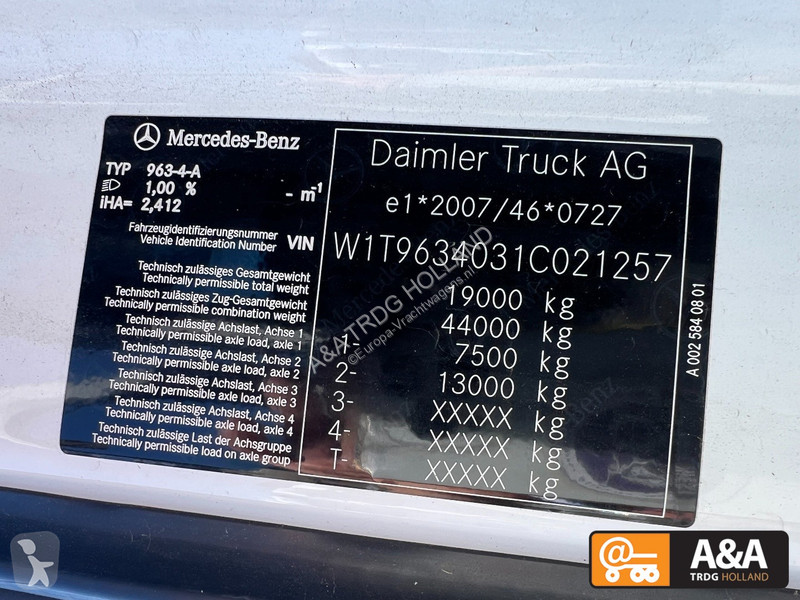 Mercedes-Benz
TYP 963-4-A
1,00 % - m⁻¹
iHA= 2,412
Fahrzeugidentifizierungsnummer
Vehicle Identification Number VIN
Technisch zulässiges Gesamtgewicht
Technically permissible total weight
Technisch zulässiges Zug-Gesamtgewicht
Technically permissible combination weight
Technisch zulässige Achslast, Achse 1
Technically permissible axle load, axle 1
Technisch zulässige Achslast, Achse 2
Technically permissible axle load, axle 2
Technisch zulässige Achslast, Achse 3
Technically permissible axle load, axle 3
Technisch zulässige Achslast, Achse 4
Technically permissible axle load, axle 4
Technisch zulässige Last der Achsgruppe
Technically permissible load on axle group
Daimler Truck AG
e1*2007/46*0727
W1T9634031C021257
19000 kg
44000 kg
1- 7500 kg
2- 13000 kg
3- XXXXX kg
4- XXXXX kg
T- XXXXX kg
A 002 584 08 01
A&A TRDG HOLLAND
©Europa-Vrachtwagens.nl
A&A
TRDG HOLLAND